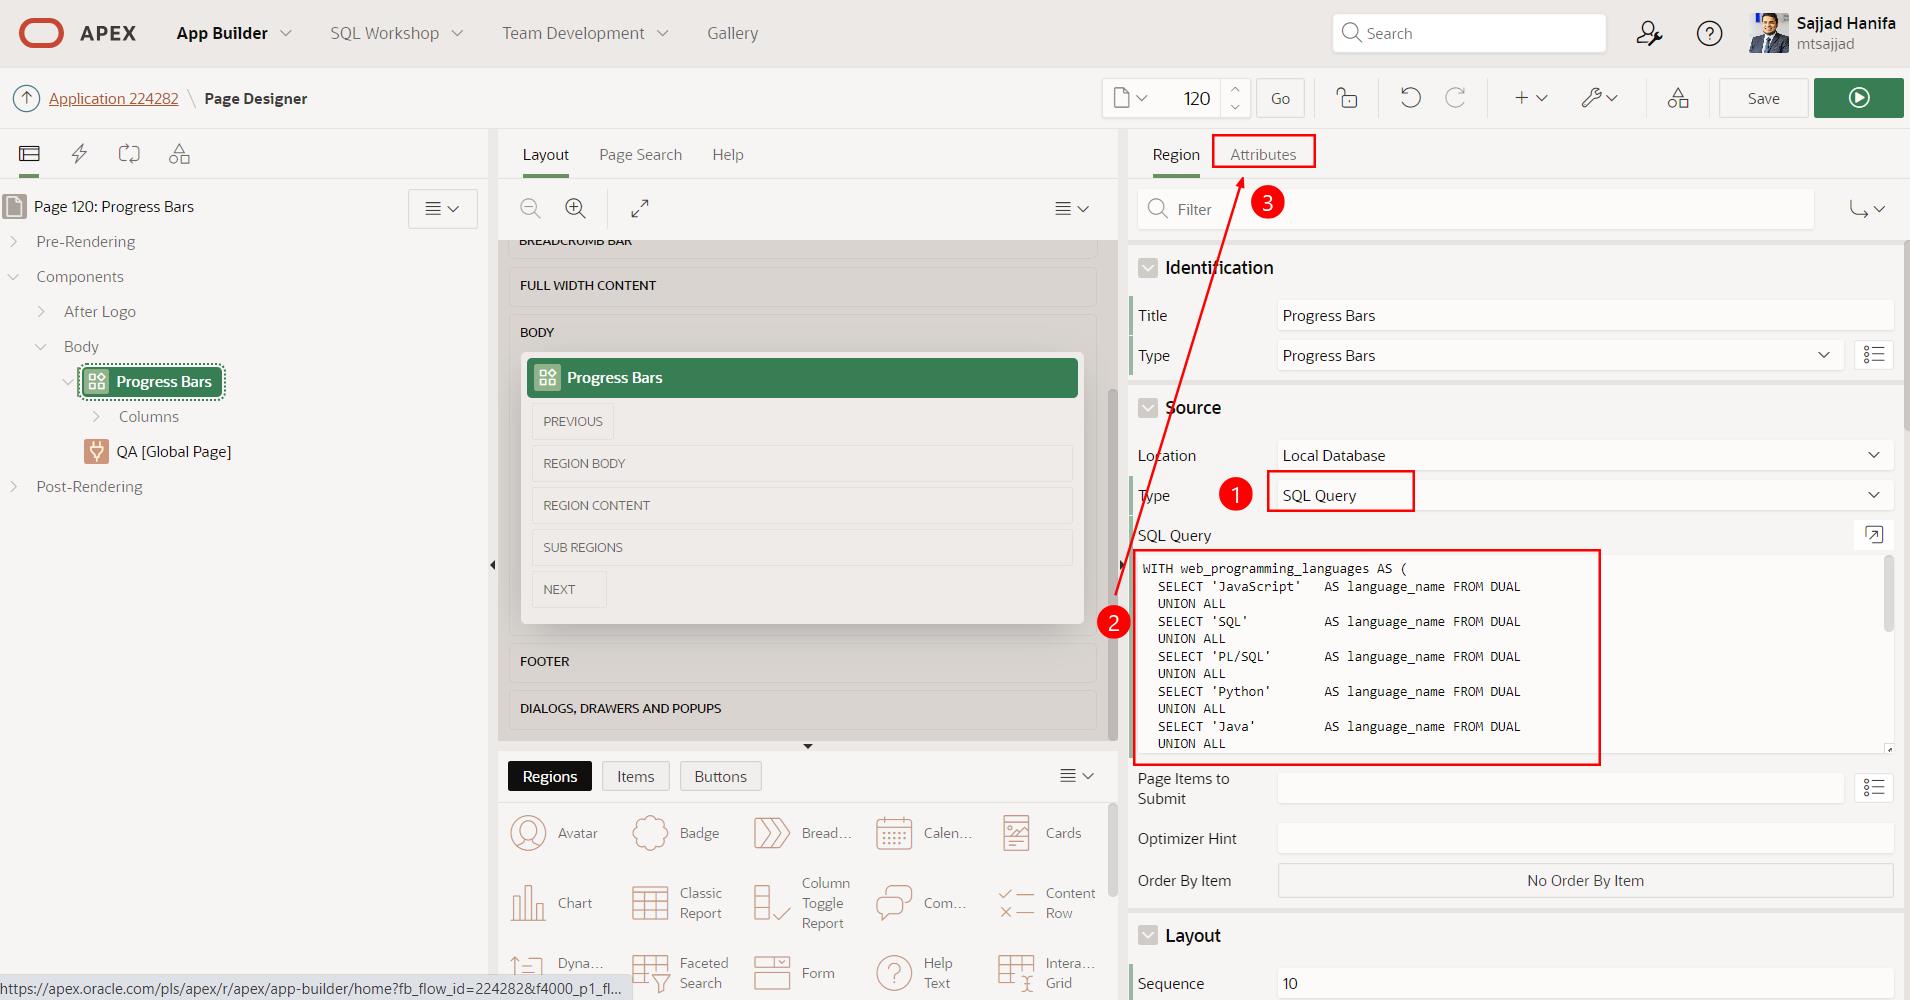 APEX
App Builder
SQL Workshop
Team Development
Gallery
Search
Sajjad Hanifa
mtsajjad
Application 224282 \ Page Designer
120
Go
Save
Page 120: Progress Bars
Pre-Rendering
Components
After Logo
Body
Progress Bars
Columns
QA [Global Page]
Post-Rendering
Layout
Page Search
Help
BREADCRUMB BAR
FULL WIDTH CONTENT
BODY
Progress Bars
PREVIOUS
REGION BODY
REGION CONTENT
SUB REGIONS
NEXT
FOOTER
DIALOGS, DRAWERS AND POPUPS
Regions
Items
Buttons
Avatar
Badge
Bread...
Calen...
Cards
Chart
Classic
Report
Column
Toggle
Report
Com...
Content
Row
Dyna...
Faceted
Search
Form
Help
Text
Intera...
Grid
https://apex.oracle.com/pls/apex/r/apex/app-builder/home?fb_flow_id=224282&f4000_p1_fl...
Region
Attributes
3
Filter
Identification
Title
Progress Bars
Type
Progress Bars
Source
Location
Local Database
Type
1
SQL Query
SQL Query
2
WITH web_programming_languages AS (
SELECT 'JavaScript' AS language_name FROM DUAL
UNION ALL
SELECT 'SQL' AS language_name FROM DUAL
UNION ALL
SELECT 'PL/SQL' AS language_name FROM DUAL
UNION ALL
SELECT 'Python' AS language_name FROM DUAL
UNION ALL
SELECT 'Java' AS language_name FROM DUAL
UNION ALL
Page Items to
Submit
Optimizer Hint
Order By Item
No Order By Item
Layout
Sequence
10